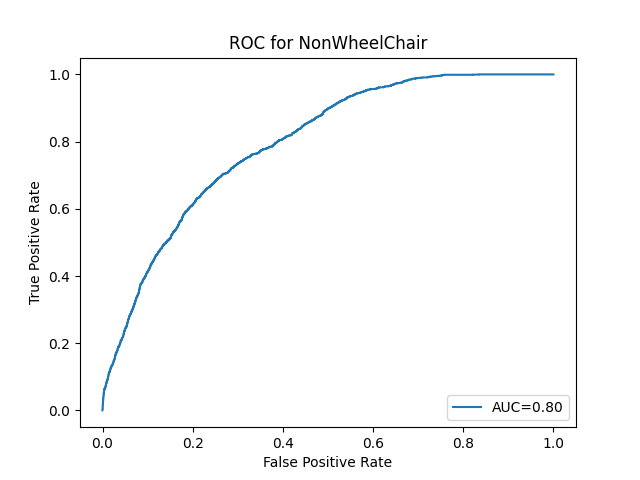 ROC for NonWheelChair
1.0
0.8
0.6
0.4
0.2
0.0
True Positive Rate
AUC=0.80
0.0 0.2 0.4 0.6 0.8 1.0
False Positive Rate